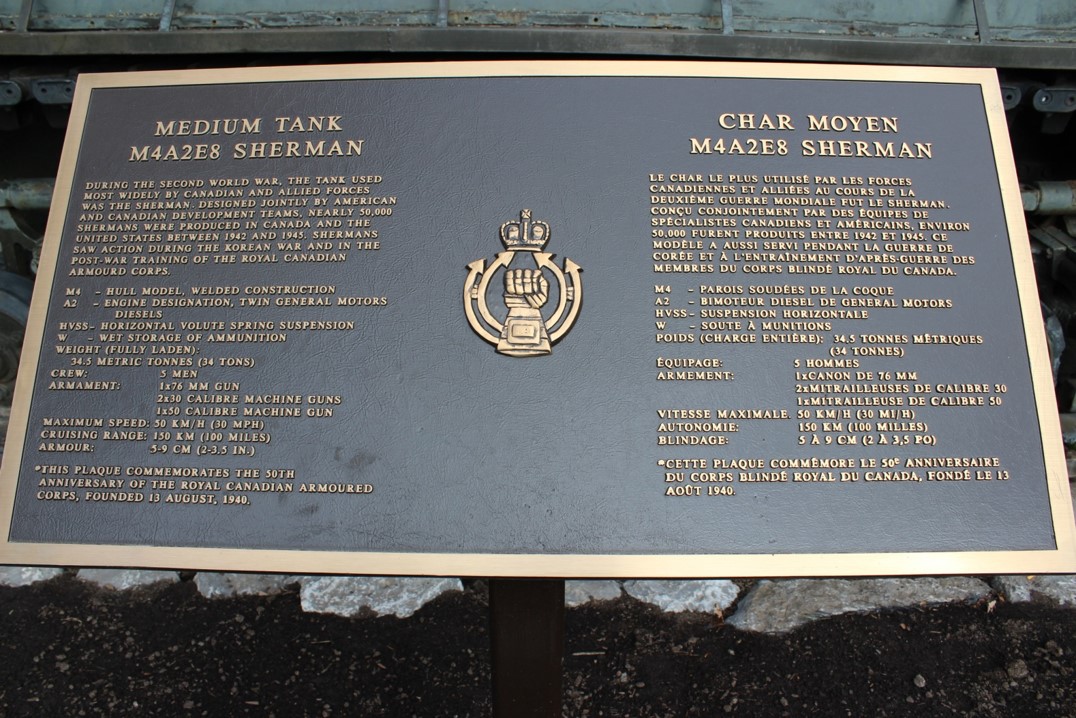 MEDIUM TANK
M4A2E8 SHERMAN
DURING THE SECOND WORLD WAR, THE TANK USED
MOST WIDELY BY CANADIAN AND ALLIED FORCES
WAS THE SHERMAN. DESIGNED JOINTLY BY AMERICAN
AND CANADIAN DEVELOPMENT TEAMS, NEARLY 50,000
SHERMANS WERE PRODUCED IN CANADA AND THE
UNITED STATES BETWEEN 1942 AND 1945. SHERMANS
SAW ACTION DURING THE KOREAN WAR AND IN THE
POST-WAR TRAINING OF THE ROYAL CANADIAN
ARMOURD CORPS.
M4 – HULL MODEL, WELDED CONSTRUCTION
A2 – ENGINE DESIGNATION, TWIN GENERAL MOTORS
DIESELS
HVSS– HORIZONTAL VOLUTE SPRING SUSPENSION
W – WET STORAGE OF AMMUNITION
WEIGHT (FULLY LADEN):
34.5 METRIC TONNES (34 TONS)
CREW: 5 MEN
ARMAMENT: 1x76 MM GUN
2x30 CALIBRE MACHINE GUNS
1x50 CALIBRE MACHINE GUN
MAXIMUM SPEED: 50 KM/H (30 MPH)
CRUISING RANGE: 150 KM (100 MILES)
ARMOUR: 5-9 CM (2-3.5 IN.)
*THIS PLAQUE COMMEMORATES THE 50TH
ANNIVERSARY OF THE ROYAL CANADIAN ARMOURED
CORPS, FOUNDED 13 AUGUST, 1940.
CHAR MOYEN
M4A2E8 SHERMAN
LE CHAR LE PLUS UTILISÉ PAR LES FORCES
CANADIENNES ET ALLIÉES AU COURS DE LA
DEUXIÈME GUERRE MONDIALE FUT LE SHERMAN.
CONÇU CONJOINTEMENT PAR DES ÉQUIPES DE
SPÉCIALISTES CANADIENS ET AMÉRICAINS, ENVIRON
50,000 FURENT PRODUITS ENTRE 1942 ET 1945. CE
MODÈLE A AUSSI SERVI PENDANT LA GUERRE DE
CORÉE ET À L'ENTRAÎNEMENT D'APRÈS-GUERRE DES
MEMBRES DU CORPS BLINDÉ ROYAL DU CANADA.
M4 – PAROIS SOUDÉES DE LA COQUE
A2 – BIMOTEUR DIESEL DE GENERAL MOTORS
HVSS– SUSPENSION HORIZONTALE
W – SOUTE À MUNITIONS
POIDS (CHARGE ENTIÈRE): 34.5 TONNES MÉTRIQUES
(34 TONNES)
ÉQUIPAGE: 5 HOMMES
ARMEMENT: 1xCANON DE 76 MM
2xMITRAILLEUSES DE CALIBRE 30
1xMITRAILLEUSE DE CALIBRE 50
VITESSE MAXIMALE. 50 KM/H (30 MI/H)
AUTONOMIE: 150 KM (100 MILLES)
BLINDAGE: 5 À 9 CM (2 À 3,5 PO)
*CETTE PLAQUE COMMÉMORE LE 50e ANNIVERSAIRE
DU CORPS BLINDÉ ROYAL DU CANADA, FONDÉ LE 13
AOÛT 1940.